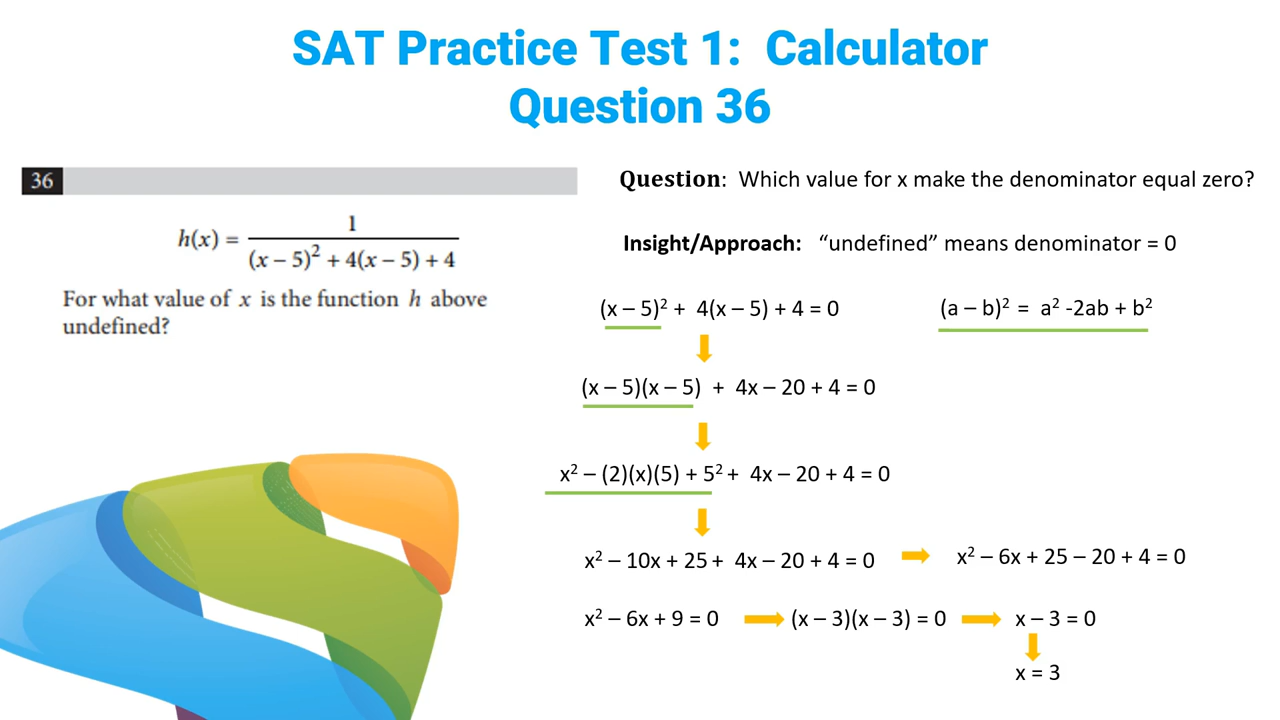 SAT Practice Test 1: Calculator
Question 36
36
h(x) = 1 / (x – 5)² + 4(x – 5) + 4
For what value of x is the function h above
undefined?
Question: Which value for x make the denominator equal zero?
Insight/Approach: “undefined” means denominator = 0
(x – 5)² + 4(x – 5) + 4 = 0
(a – b)² = a² -2ab + b²
(x – 5)(x – 5) + 4x – 20 + 4 = 0
x² – (2)(x)(5) + 5² + 4x – 20 + 4 = 0
x² – 10x + 25 + 4x – 20 + 4 = 0
x² – 6x + 25 – 20 + 4 = 0
x² – 6x + 9 = 0
(x – 3)(x – 3) = 0
x – 3 = 0
x = 3